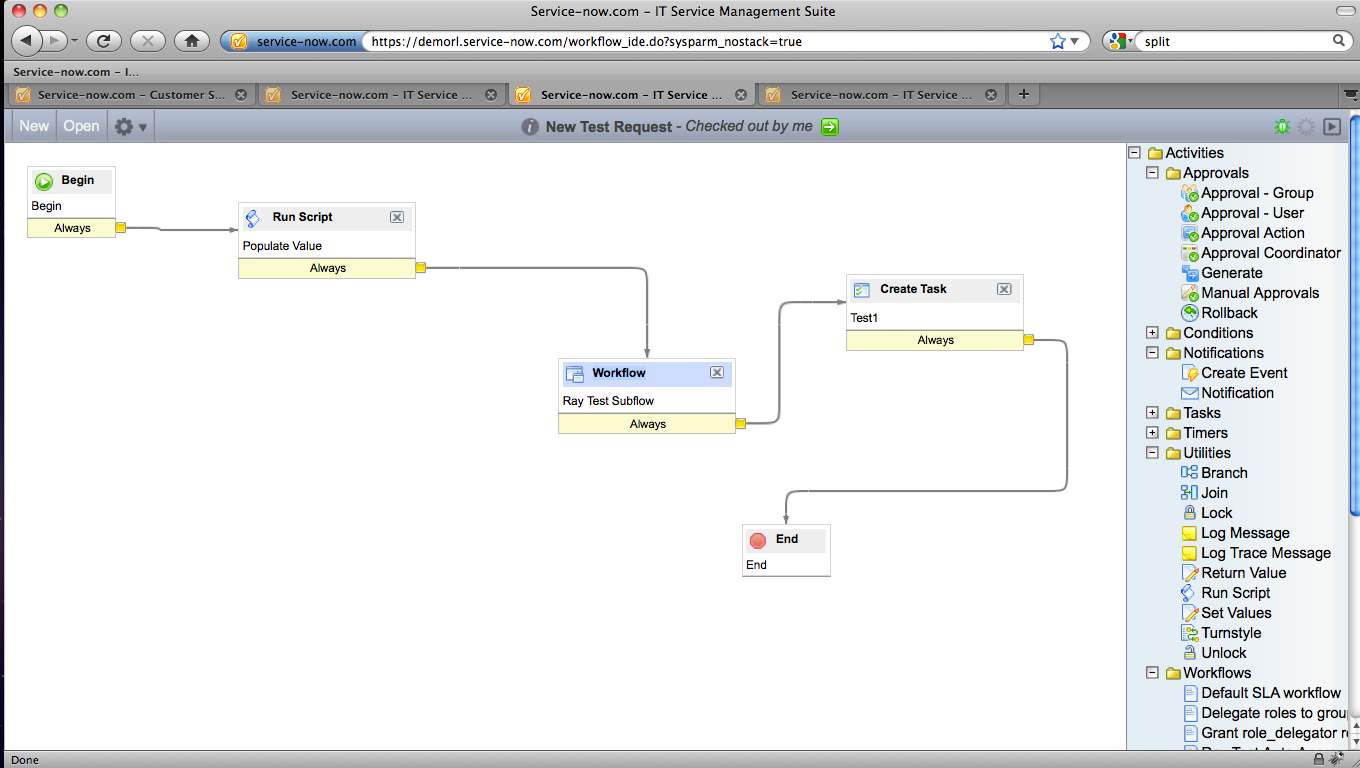 Service-now.com - IT Service Management Suite
service-now.com
https://demorl.service-now.com/workflow_ide.do?sysparm_nostack=true
split
Service-now.com - I...
Service-now.com - Customer S...
Service-now.com - IT Service ...
Service-now.com - IT Service ...
Service-now.com - IT Service ...
New
Open
New Test Request - Checked out by me
Begin
Begin
Always
Run Script
Populate Value
Always
Workflow
Ray Test Subflow
Always
Create Task
Test1
Always
End
End
Activities
Approvals
Approval - Group
Approval - User
Approval Action
Approval Coordinator
Generate
Manual Approvals
Rollback
Conditions
Notifications
Create Event
Notification
Tasks
Timers
Utilities
Branch
Join
Lock
Log Message
Log Trace Message
Return Value
Run Script
Set Values
Turnstyle
Unlock
Workflows
Default SLA workflow
Delegate roles to grou
Grant role_delegator r
Done